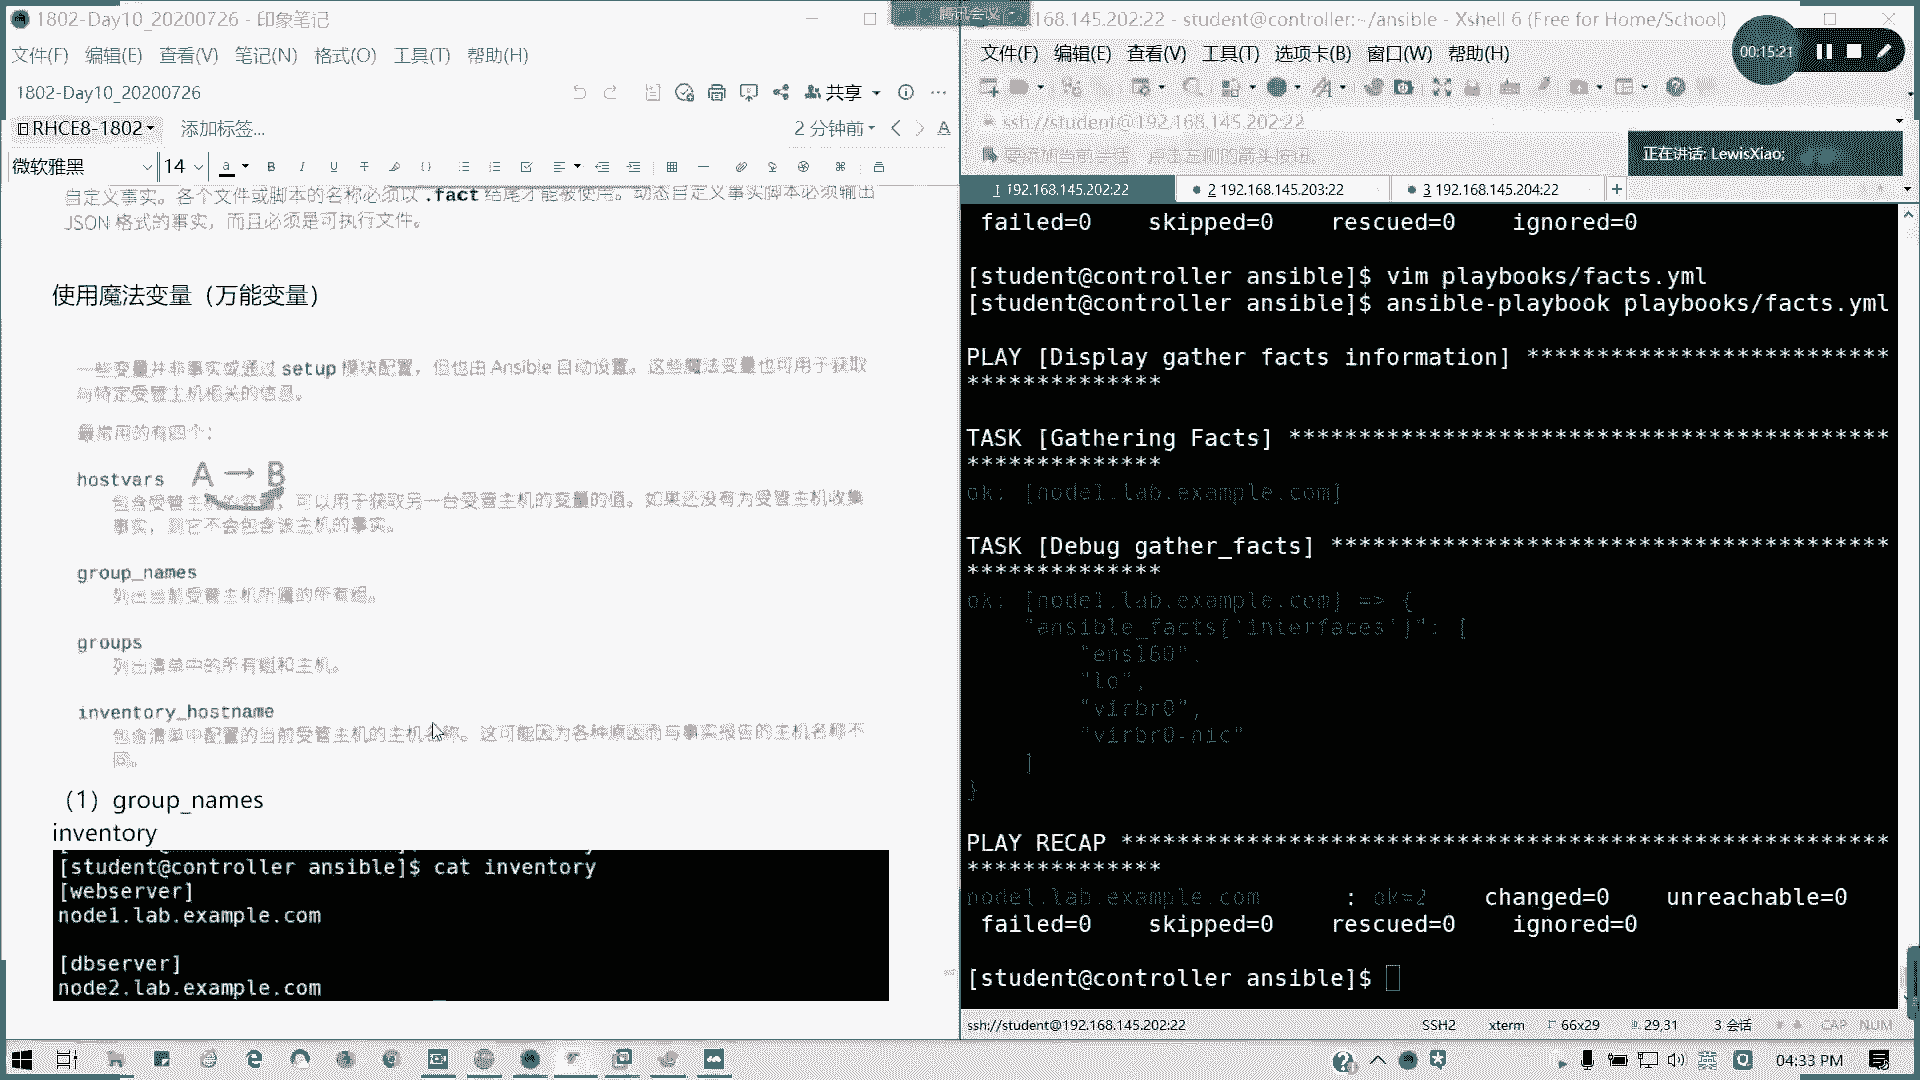 1802-Day10_20200726 - 印象笔记
文件(F) 编辑(E) 查看(V) 笔记(N) 格式(O) 工具(T) 帮助(H)
1802-Day10_20200726
共享
RHCE8-1802 添加标签...
2 分钟前
微软雅黑 14
自定义事实。各个文件或脚本的名称必须以 .fact 结尾才能被使用。动态自定义事实脚本必须输出
JSON 格式的事实，而且必须是可执行文件。
使用魔法变量（万能变量）
一些变量并非事实或通过 setup 模块配置，但也由 Ansible 自动设置。这些魔法变量也可用于获取
与特定受管主机相关的信息。
最常用的有四个：
hostvars A → B
包含受管主机的变量，可以用于获取另一台受管主机的变量的值。如果还没有为受管主机收集
事实，则它不会包含该主机的事实。
group_names
列出当前受管主机所属的所有组。
groups
列出清单中的所有组和主机。
inventory_hostname
包含清单中配置的当前受管主机的主机名称。这可能因为各种原因而与事实报告的主机名称不
同。
（1）group_names
inventory
[student@controller ansible]$ cat inventory
[webserver]
node1.lab.example.com
[dbserver]
node2.lab.example.com
腾讯会议
168.145.202:22 - student@controller:~/ansible - Xshell 6 (Free for Home/School)
文件(F) 编辑(E) 查看(V) 工具(T) 选项卡(B) 窗口(W) 帮助(H)
00:15:21
ssh://student@192.168.145.202:22
要添加当前会话，点击左侧的箭头按钮。
正在讲话: LewisXiao;
1 192.168.145.202:22
2 192.168.145.203:22
3 192.168.145.204:22
failed=0 skipped=0 rescued=0 ignored=0
[student@controller ansible]$ vim playbooks/facts.yml
[student@controller ansible]$ ansible-playbook playbooks/facts.yml
PLAY [Display gather facts information] **************************
**************
TASK [Gathering Facts] *******************************************
**************
ok: [node1.lab.example.com]
TASK [Debug gather_facts] ****************************************
**************
ok: [node1.lab.example.com] => {
"ansible_facts['interfaces']": [
"ens160",
"lo",
"virbr0",
"virbr0-nic"
]
}
PLAY RECAP *******************************************************
**************
node1.lab.example.com : ok=2 changed=0 unreachable=0
failed=0 skipped=0 rescued=0 ignored=0
[student@controller ansible]$
ssh://student@192.168.145.202:22 SSH2 xterm 66x29 29,31 3 会话 CAP NUM
英 04:33 PM